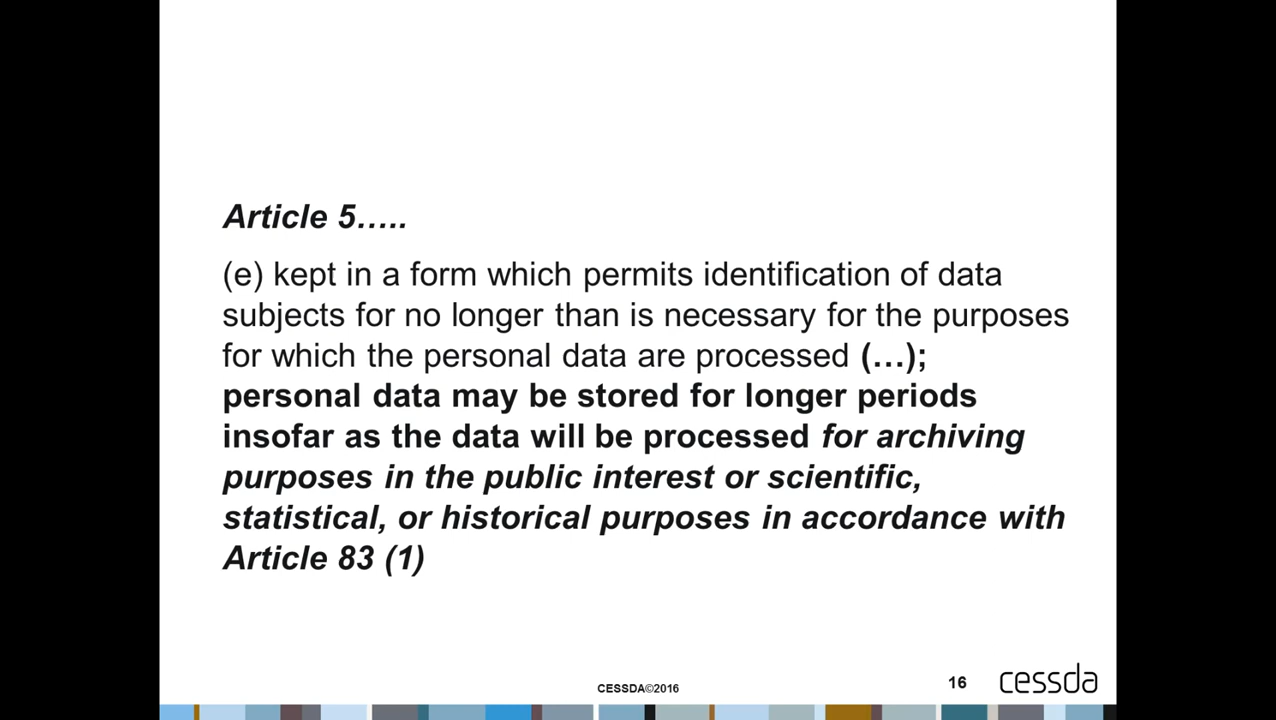 Article 5…..
(e) kept in a form which permits identification of data
subjects for no longer than is necessary for the purposes
for which the personal data are processed (…);
personal data may be stored for longer periods
insofar as the data will be processed for archiving
purposes in the public interest or scientific,
statistical, or historical purposes in accordance with
Article 83 (1)
CESSDA©2016
16
cessda